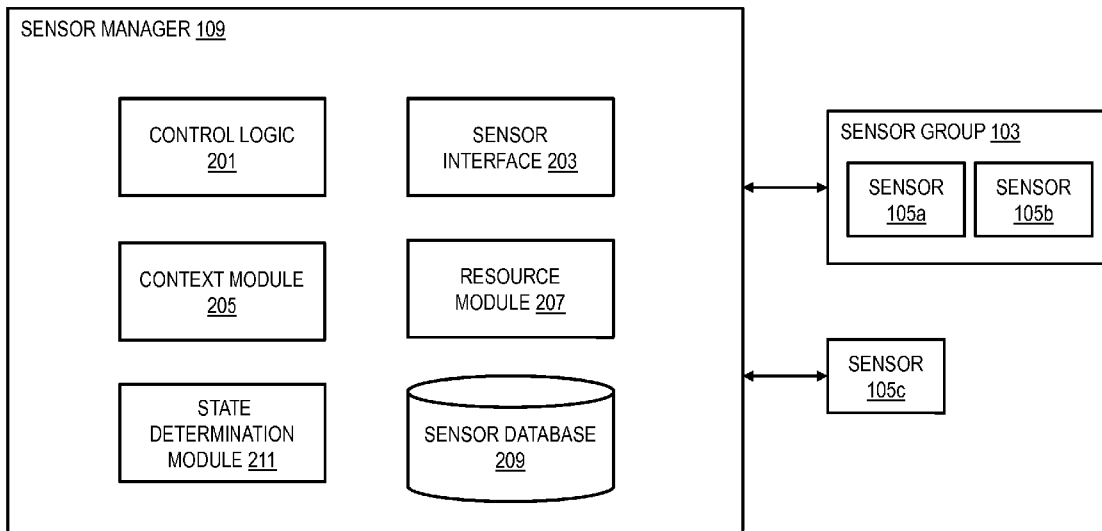 SENSOR MANAGER 109
CONTROL LOGIC
201
SENSOR
INTERFACE 203
CONTEXT MODULE
205
RESOURCE
MODULE 207
STATE
DETERMINATION
MODULE 211
SENSOR DATABASE
209
SENSOR GROUP 103
SENSOR
105a
SENSOR
105b
SENSOR
105c